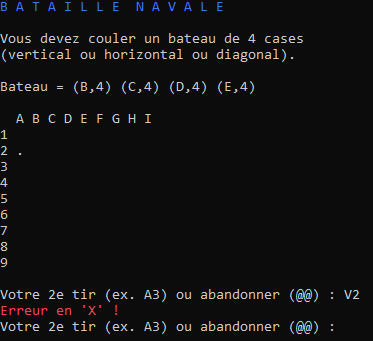 B A T A I L L E  N A V A L E
Vous devez couler un bateau de 4 cases
(vertical ou horizontal ou diagonal).
Bateau = (B,4) (C,4) (D,4) (E,4)
A B C D E F G H I
1
2 .
3
4
5
6
7
8
9
Votre 2e tir (ex. A3) ou abandonner (@@) : V2
Erreur en 'X' !
Votre 2e tir (ex. A3) ou abandonner (@@) :